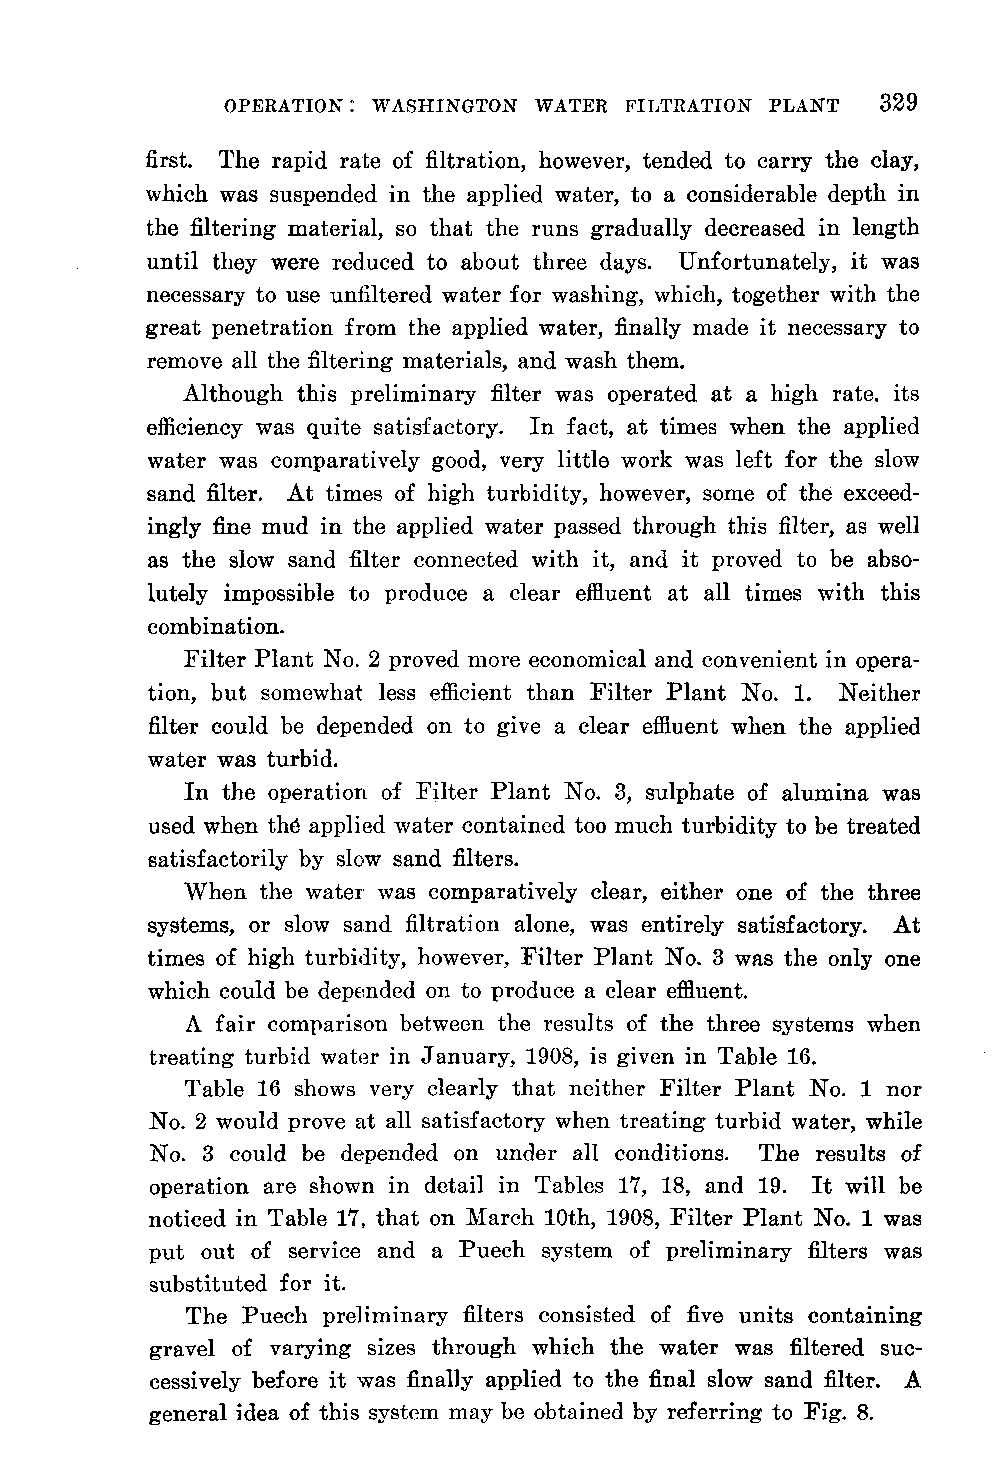 OPERATION: WASHINGTON WATER FILTRATION PLANT 329
first. The rapid rate of filtration, however, tended to carry the clay,
which was suspended in the applied water, to a considerable depth in
the filtering material, so that the runs gradually decreased in length
until they were reduced to about three days. Unfortunately, it was
necessary to use unfiltered water for washing, which, together with the
great penetration from the applied water, finally made it necessary to
remove all the filtering materials, and wash them.
Although this preliminary filter was operated at a high rate. its
efficiency was quite satisfactory. In fact, at times when the applied
water was comparatively good, very little work was left for the slow
sand filter. At times of high turbidity, however, some of the exceed-
ingly fine mud in the applied water passed through this filter, as well
as the slow sand filter connected with it, and it proved to be abso-
lutely impossible to produce a clear effluent at all times with this
combination.
Filter Plant No. 2 proved more economical and convenient in opera-
tion, but somewhat less efficient than Filter Plant No. 1. Neither
filter could be depended on to give a clear effluent when the applied
water was turbid.
In the operation of Filter Plant No. 3, sulphate of alumina was
used when the applied water contained too much turbidity to be treated
satisfactorily by slow sand filters.
When the water was comparatively clear, either one of the three
systems, or slow sand filtration alone, was entirely satisfactory. At
times of high turbidity, however, Filter Plant No. 3 was the only one
which could be depended on to produce a clear effluent.
A fair comparison between the results of the three systems when
treating turbid water in January, 1908, is given in Table 16.
Table 16 shows very clearly that neither Filter Plant No. 1 nor
No. 2 would prove at all satisfactory when treating turbid water, while
No. 3 could be depended on under all conditions. The results of
operation are shown in detail in Tables 17, 18, and 19. It will be
noticed in Table 17, that on March 10th, 1908, Filter Plant No. 1 was
put out of service and a Puech system of preliminary filters was
substituted for it.
The Puech preliminary filters consisted of five units containing
gravel of varying sizes through which the water was filtered suc-
cessively before it was finally applied to the final slow sand filter. A
general idea of this system may be obtained by referring to Fig. 8.